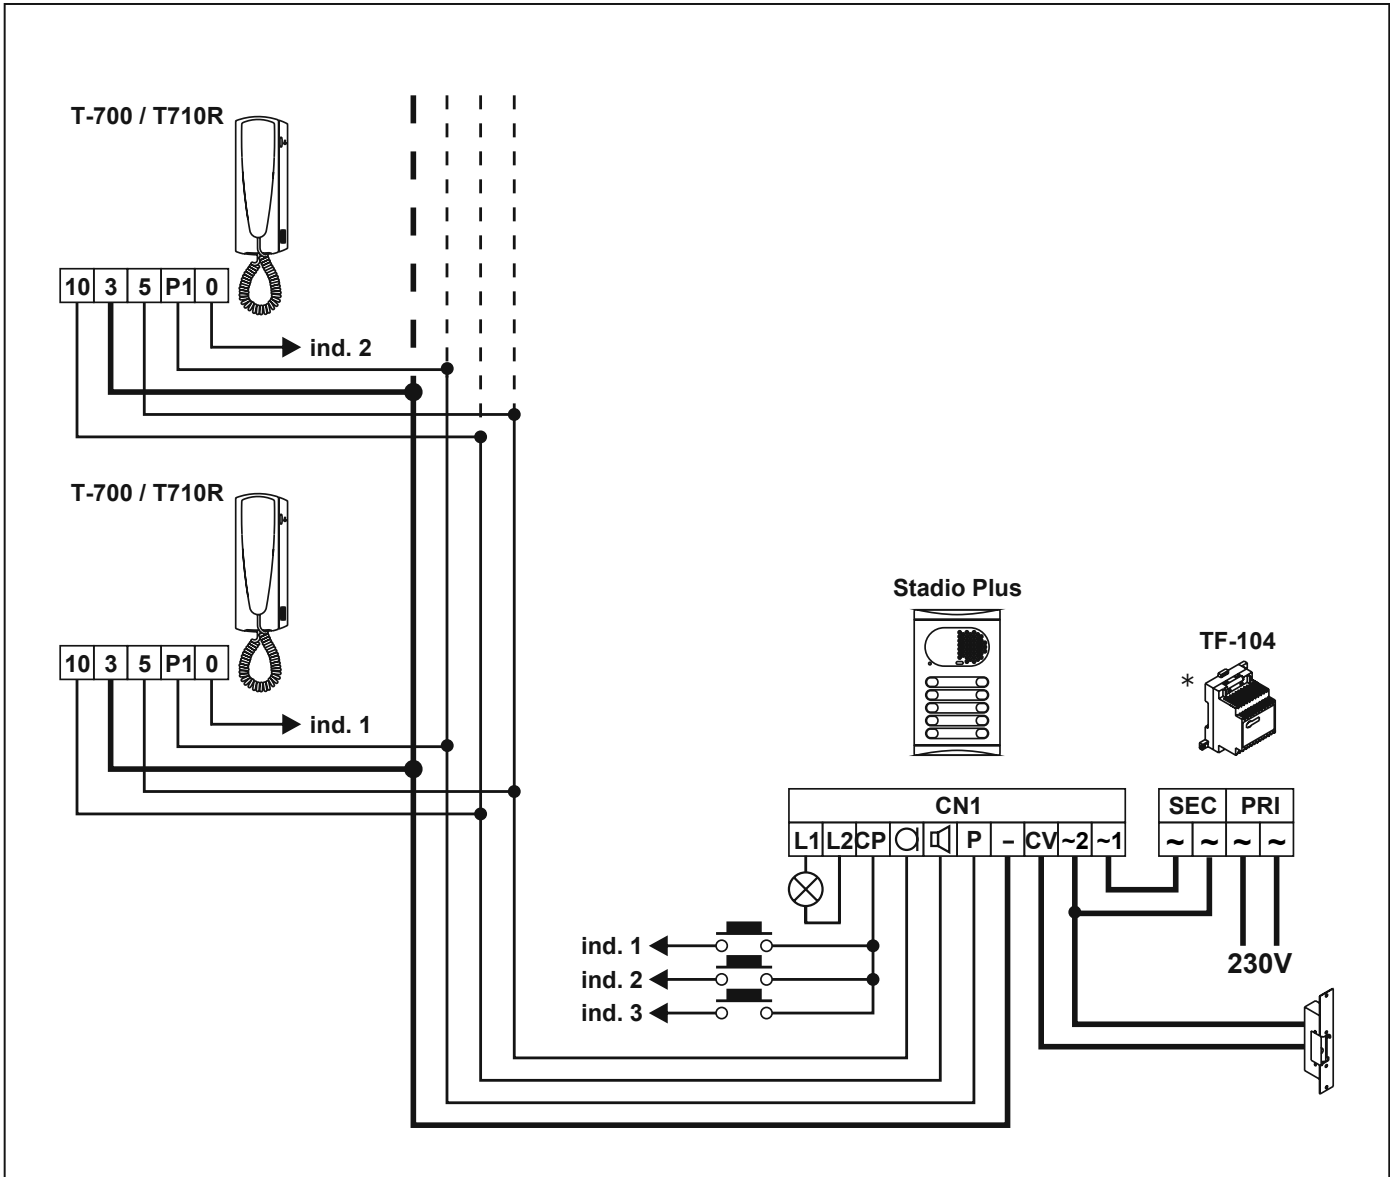 T-700 / T710R
10 3 5 P1 0
ind. 2
T-700 / T710R
10 3 5 P1 0
ind. 1
Stadio Plus
TF-104
*
CN1
L1 L2 CP P – CV ~2 ~1
SEC PRI
~ ~ ~ ~
230V
ind. 1
ind. 2
ind. 3